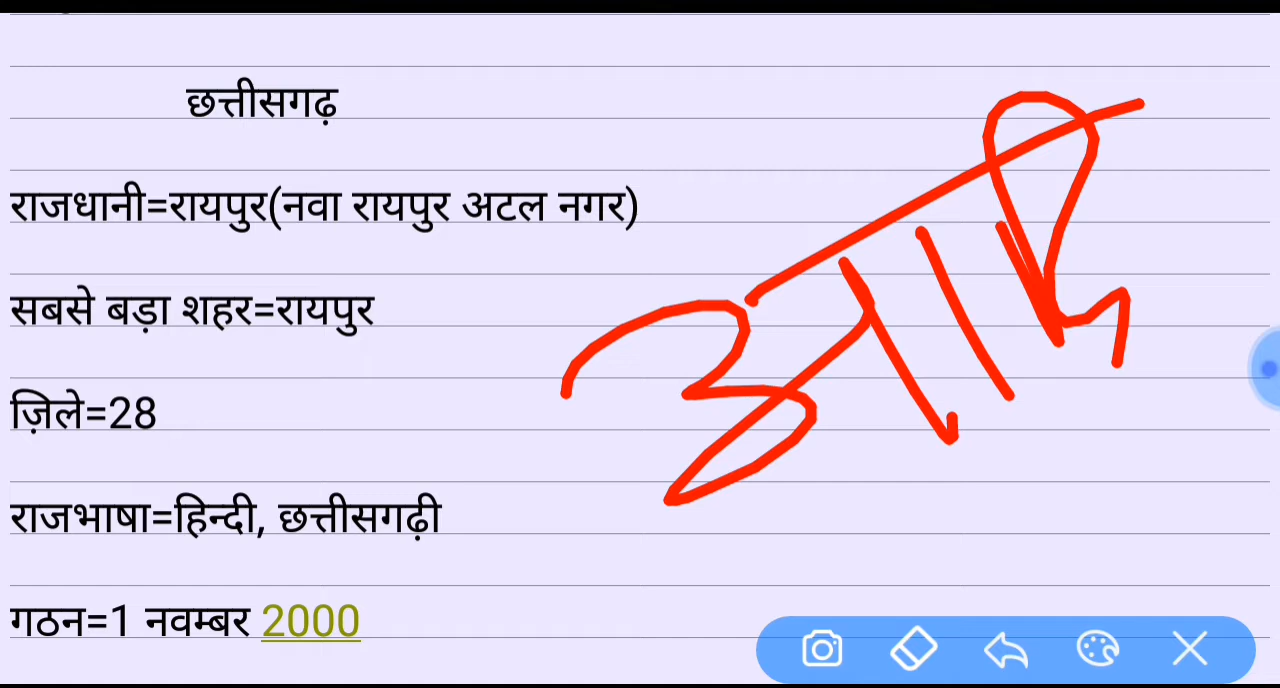 छत्तीसगढ़
राजधानी=रायपुर(नवा रायपुर अटल नगर)
सबसे बड़ा शहर=रायपुर
ज़िले=28
राजभाषा=हिन्दी, छत्तीसगढ़ी
गठन=1 नवम्बर 2000